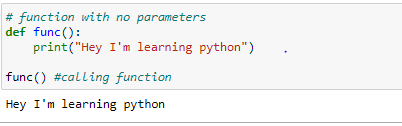 # function with no parameters
def func():
    print("Hey I'm learning python")    .
func() #calling function
Hey I'm learning python